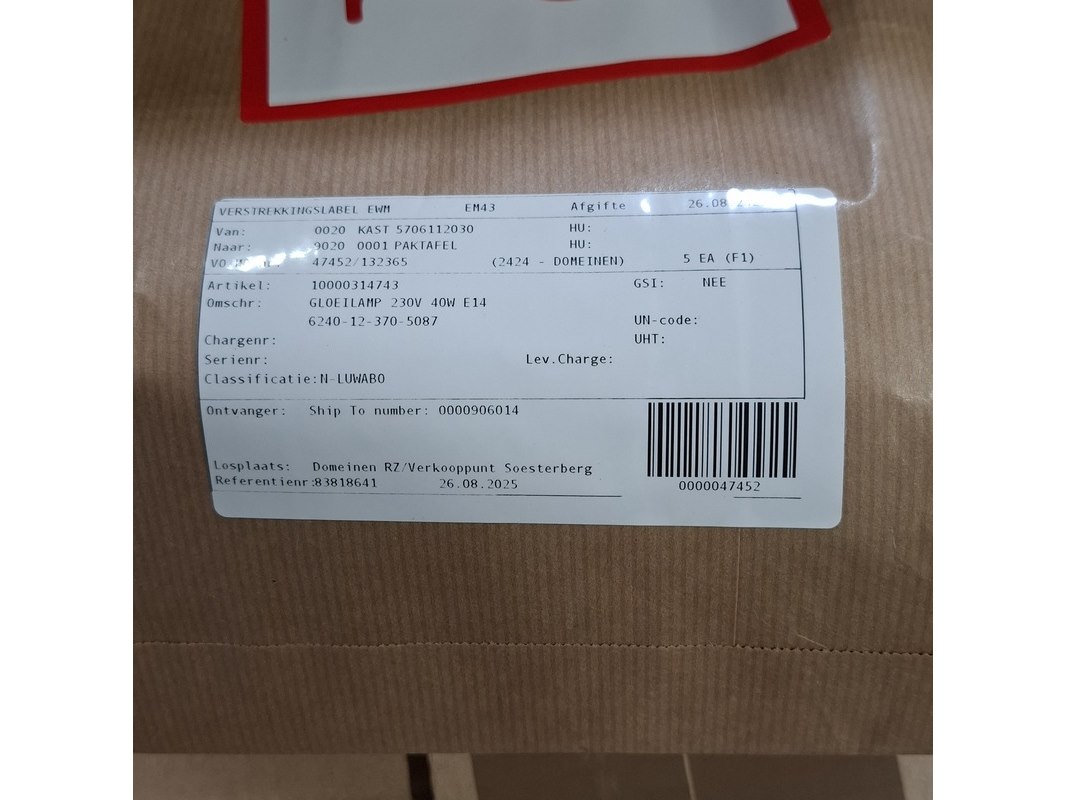 VERSTREKKINGSLABEL EWM EM43 Afgifte 26.08
Van: 0020 KAST 5706112030 HU:
Naar: 0020 0001 PAKTAFEL HU:
47452/132365 (2424 - DOMEINEN) 5 EA (F1)
Artikel: 10000314743 GSI: NEE
Omschr: GLOEILAMP 230V 40W E14
6240-12-370-5087 UN-code:
Chargenr: UHT:
Serienr: Lev.Charge:
Classificatie:N-LUWABO
Ontvanger: Ship To number: 0000906014
Losplaats: Domeinen RZ/Verkooppunt Soesterberg
Referentienr:83818641 26.08.2025
0000047452